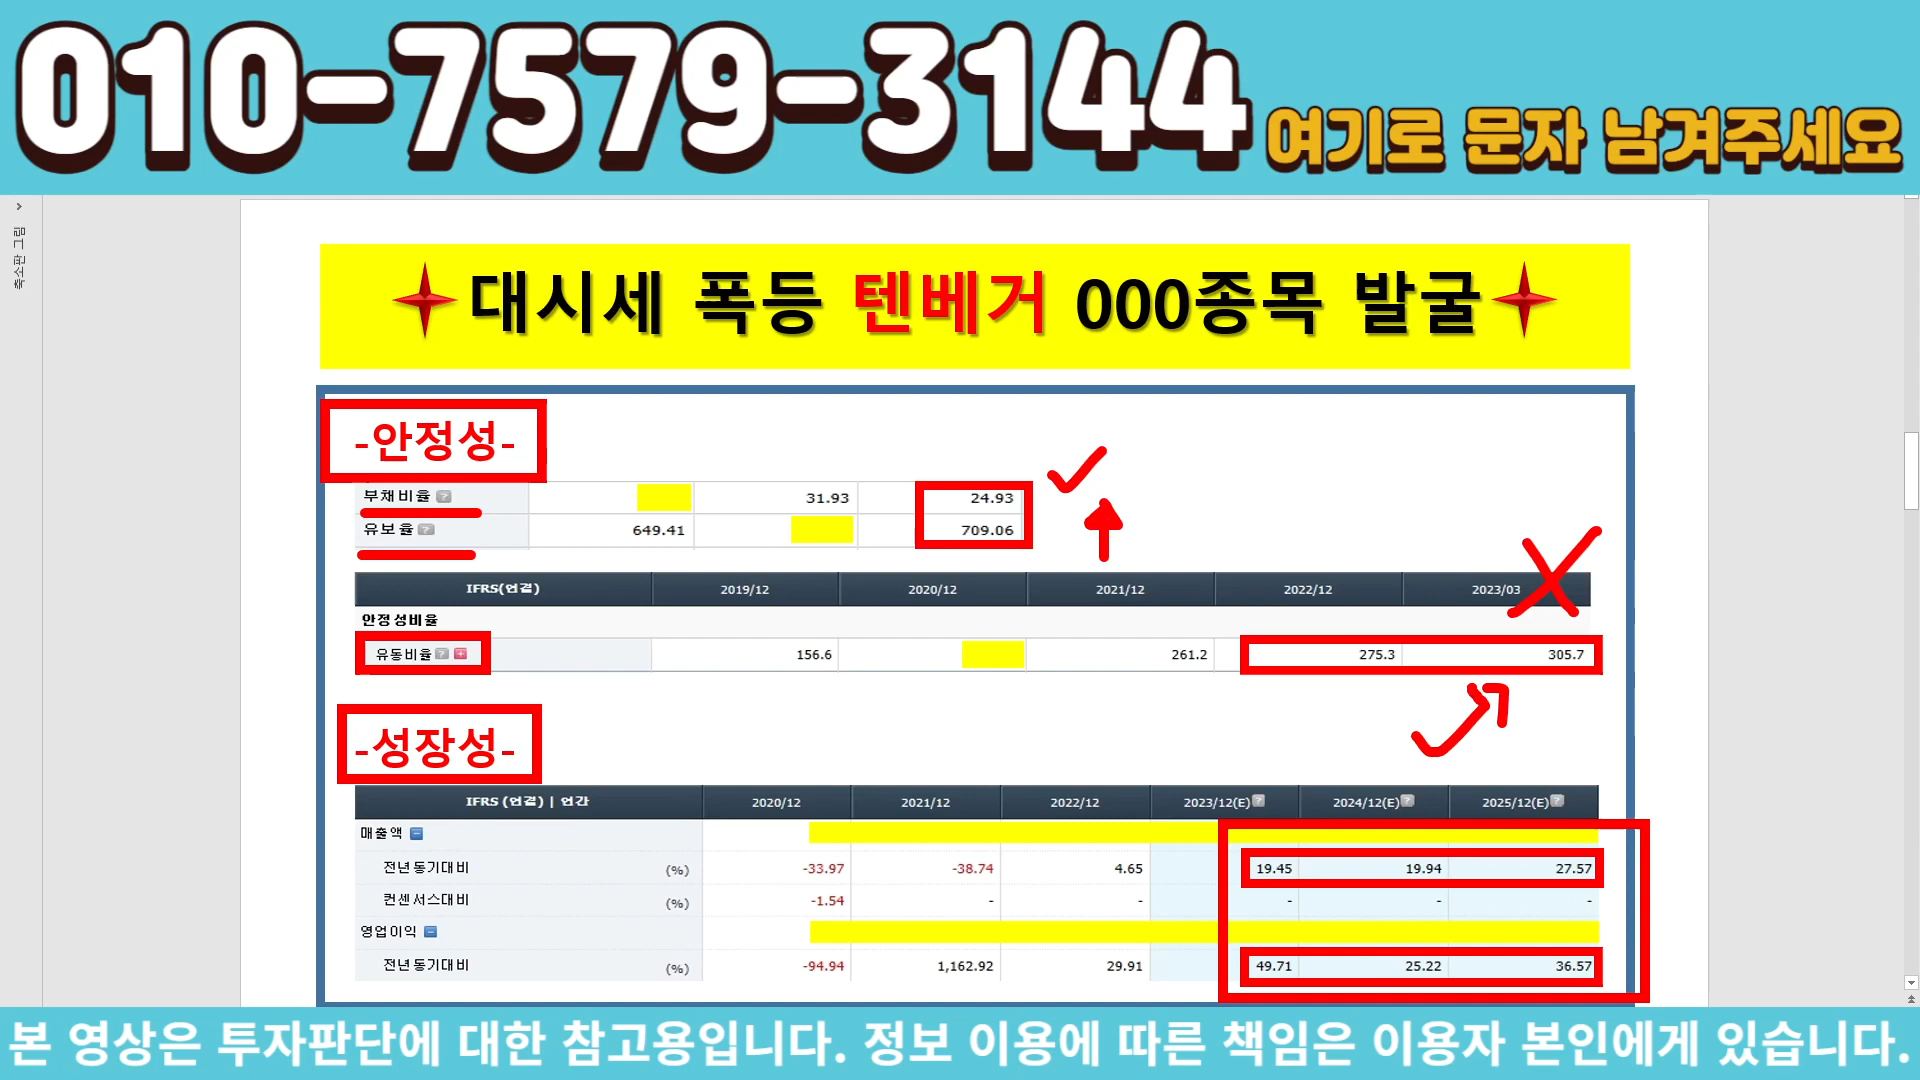 010-7579-3144 여기로 문자 남겨주세요
축소판 그림
대시세 폭등 텐베거 000종목 발굴
-안정성-
부채비율 31.93 24.93
유보율 649.41 709.06
IFRS(연결) 2019/12 2020/12 2021/12 2022/12 2023/03
안정성비율
유동비율 156.6 261.2 275.3 305.7
-성장성-
IFRS (연결) | 연간 2020/12 2021/12 2022/12 2023/12(E) 2024/12(E) 2025/12(E)
매출액
전년동기대비 (%) -33.97 -38.74 4.65 19.45 19.94 27.57
컨센서스대비 (%) -1.54 - - - - -
영업이익
전년동기대비 (%) -94.94 1,162.92 29.91 49.71 25.22 36.57
본 영상은 투자판단에 대한 참고용입니다. 정보 이용에 따른 책임은 이용자 본인에게 있습니다.